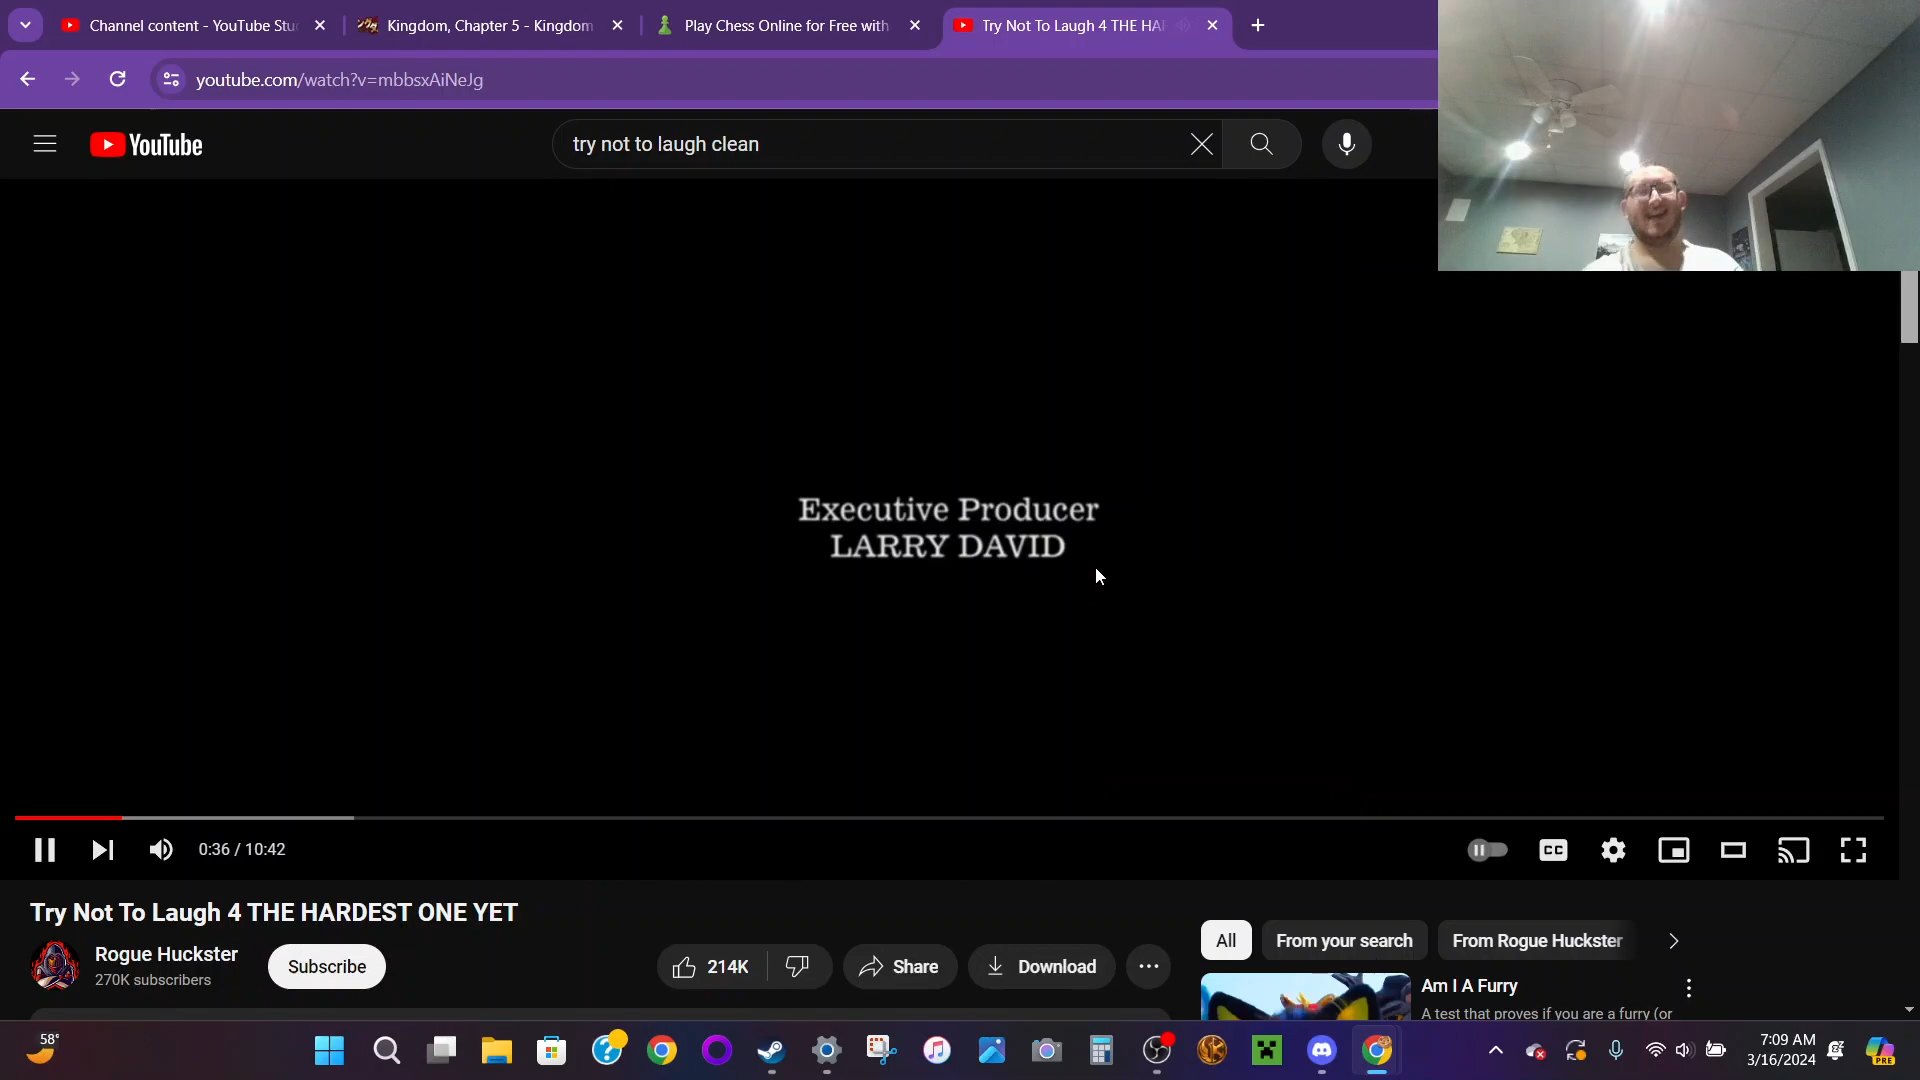 Channel content - YouTube Stu
Kingdom, Chapter 5 - Kingdom
Play Chess Online for Free with
Try Not To Laugh 4 THE HA
youtube.com/watch?v=mbbsxAiNeJg
YouTube
try not to laugh clean
Executive Producer
LARRY DAVID
0:36 / 10:42
CC
Try Not To Laugh 4 THE HARDEST ONE YET
Rogue Huckster
270K subscribers
Subscribe
214K
Share
Download
All
From your search
From Rogue Huckster
Am I A Furry
A test that proves if you are a furry (or
58°
7:09 AM
3/16/2024
PRE